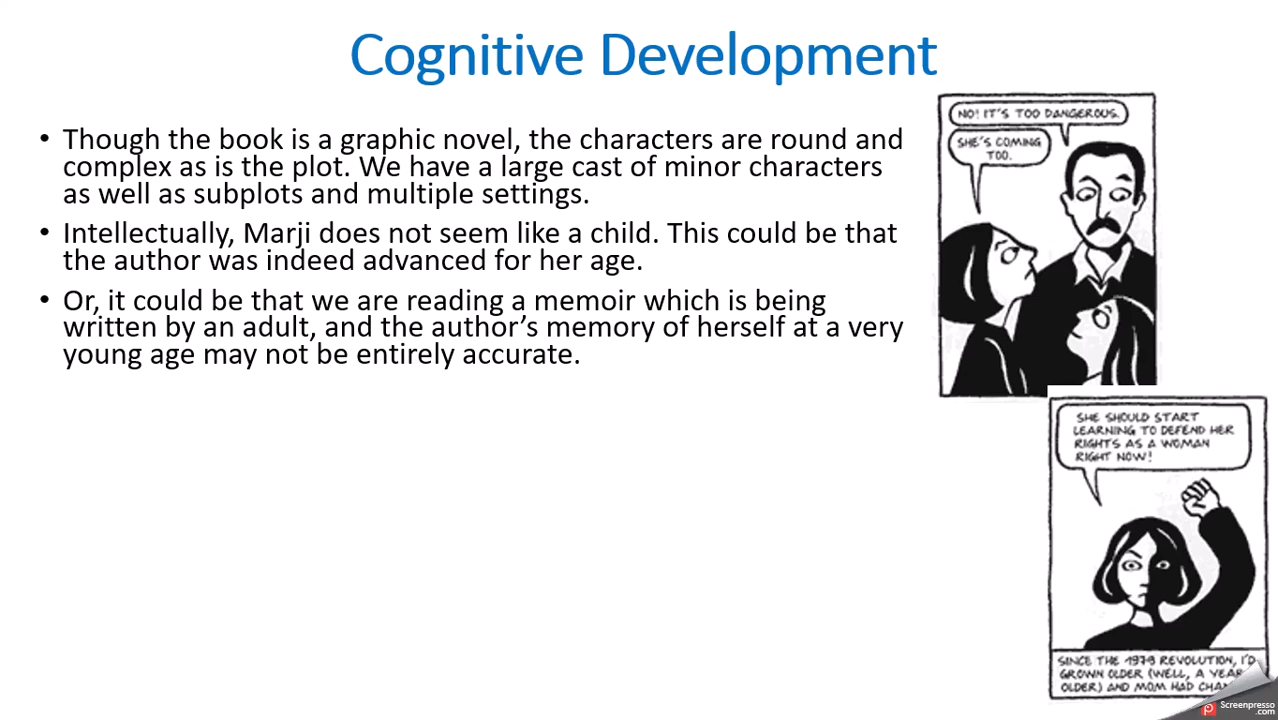 Cognitive Development
• Though the book is a graphic novel, the characters are round and
complex as is the plot. We have a large cast of minor characters
as well as subplots and multiple settings.
• Intellectually, Marji does not seem like a child. This could be that
the author was indeed advanced for her age.
• Or, it could be that we are reading a memoir which is being
written by an adult, and the author’s memory of herself at a very
young age may not be entirely accurate.
NO! IT'S TOO DANGEROUS.
SHE'S COMING
TOO.
SHE SHOULD START
LEARNING TO DEFEND HER
RIGHTS AS A WOMAN
RIGHT NOW!
SINCE THE 1979 REVOLUTION, I'D
GROWN OLDER (WELL, A YEAR
OLDER) AND MOM HAD
Screenpresso
.com